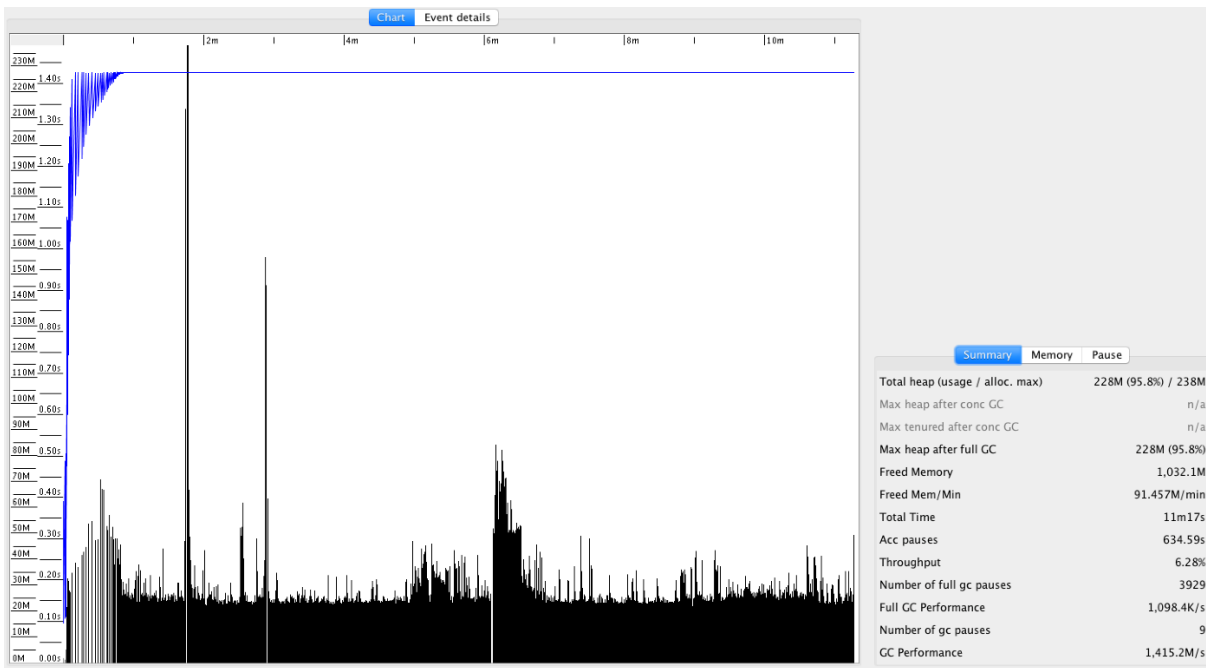 Chart Event details
2m 4m 6m 8m 10m
230M
220M 1.40s
210M 1.30s
200M
190M 1.20s
180M
170M 1.10s
160M 1.00s
150M
140M 0.90s
130M 0.80s
120M
110M 0.70s
100M
90M 0.60s
80M 0.50s
70M
60M 0.40s
50M 0.30s
40M
30M 0.20s
20M
10M 0.10s
0M 0.00s
Summary Memory Pause
Total heap (usage / alloc. max) 228M (95.8%) / 238M
Max heap after conc GC n/a
Max tenured after conc GC n/a
Max heap after full GC 228M (95.8%)
Freed Memory 1,032.1M
Freed Mem/Min 91.457M/min
Total Time 11m17s
Acc pauses 634.59s
Throughput 6.28%
Number of full gc pauses 3929
Full GC Performance 1,098.4K/s
Number of gc pauses 9
GC Performance 1,415.2M/s